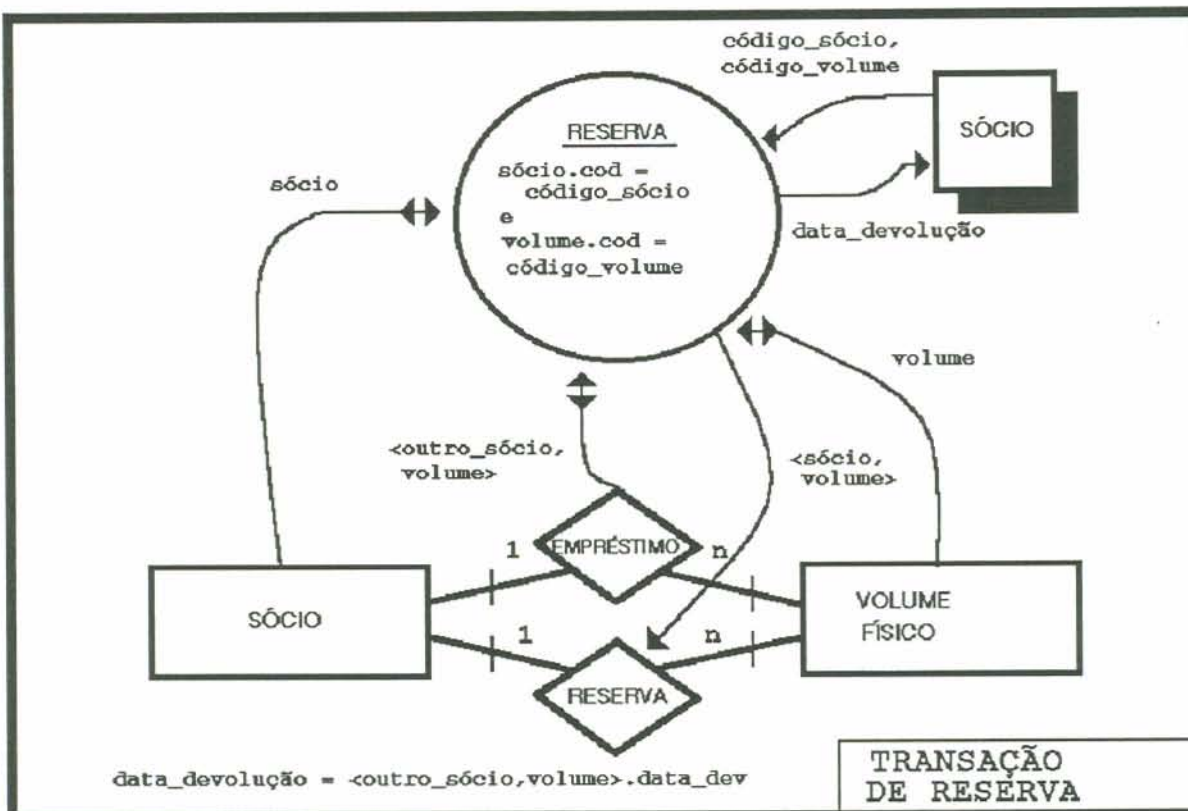 código_sócio,
código_volume
SÓCIO
RESERVA
sócio.cod =
código_sócio
e
volume.cod =
código_volume
sócio
data_devolução
volume
<outro_sócio,
volume>
<sócio,
volume>
1
EMPRÉSTIMO
n
SÓCIO
VOLUME
FÍSICO
1
n
RESERVA
data_devolução = <outro_sócio,volume>.data_dev
TRANSAÇÃO
DE RESERVA